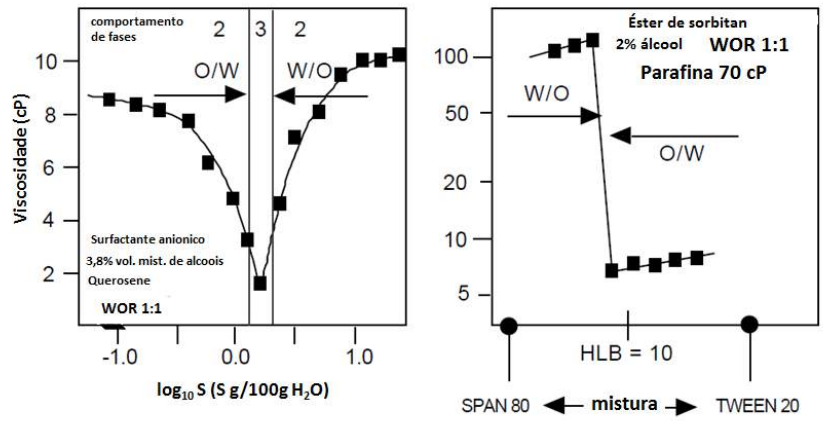 comportamento
de fases
2 3 2
O/W W/O
10
8
6
4
2
Viscosidade (cP)
Surfactante anionico
3,8% vol. mist. de alcoois
Querosene
WOR 1:1
-1.0 0.0 1.0
log₁₀ S (S g/100g H₂O)
Éster de sorbitan
2% álcool WOR 1:1
Parafina 70 cP
100
50
20
10
5
W/O
O/W
HLB = 10
SPAN 80 mistura TWEEN 20